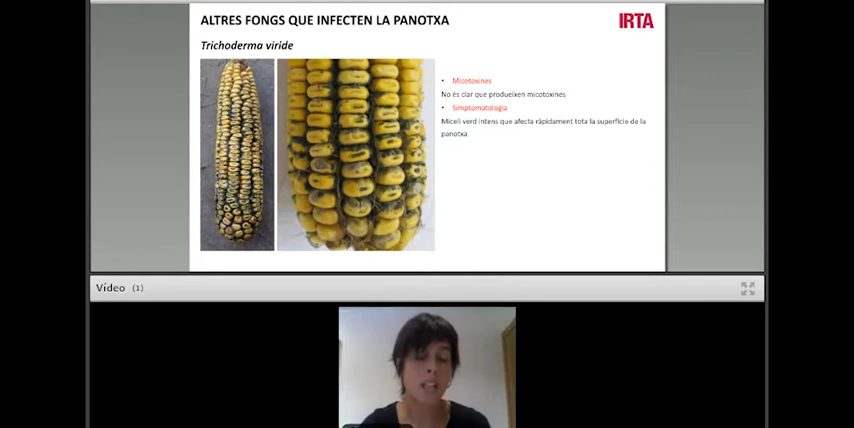 ALTRES FONGS QUE INFECTEN LA PANOTXA
IRTA
Trichoderma viride
• Micotoxines
No és clar que produeixen micotoxines
• Simptomatologia
Miceli verd intens que afecta ràpidament tota la superfície de la
panotxa
Vídeo (1)